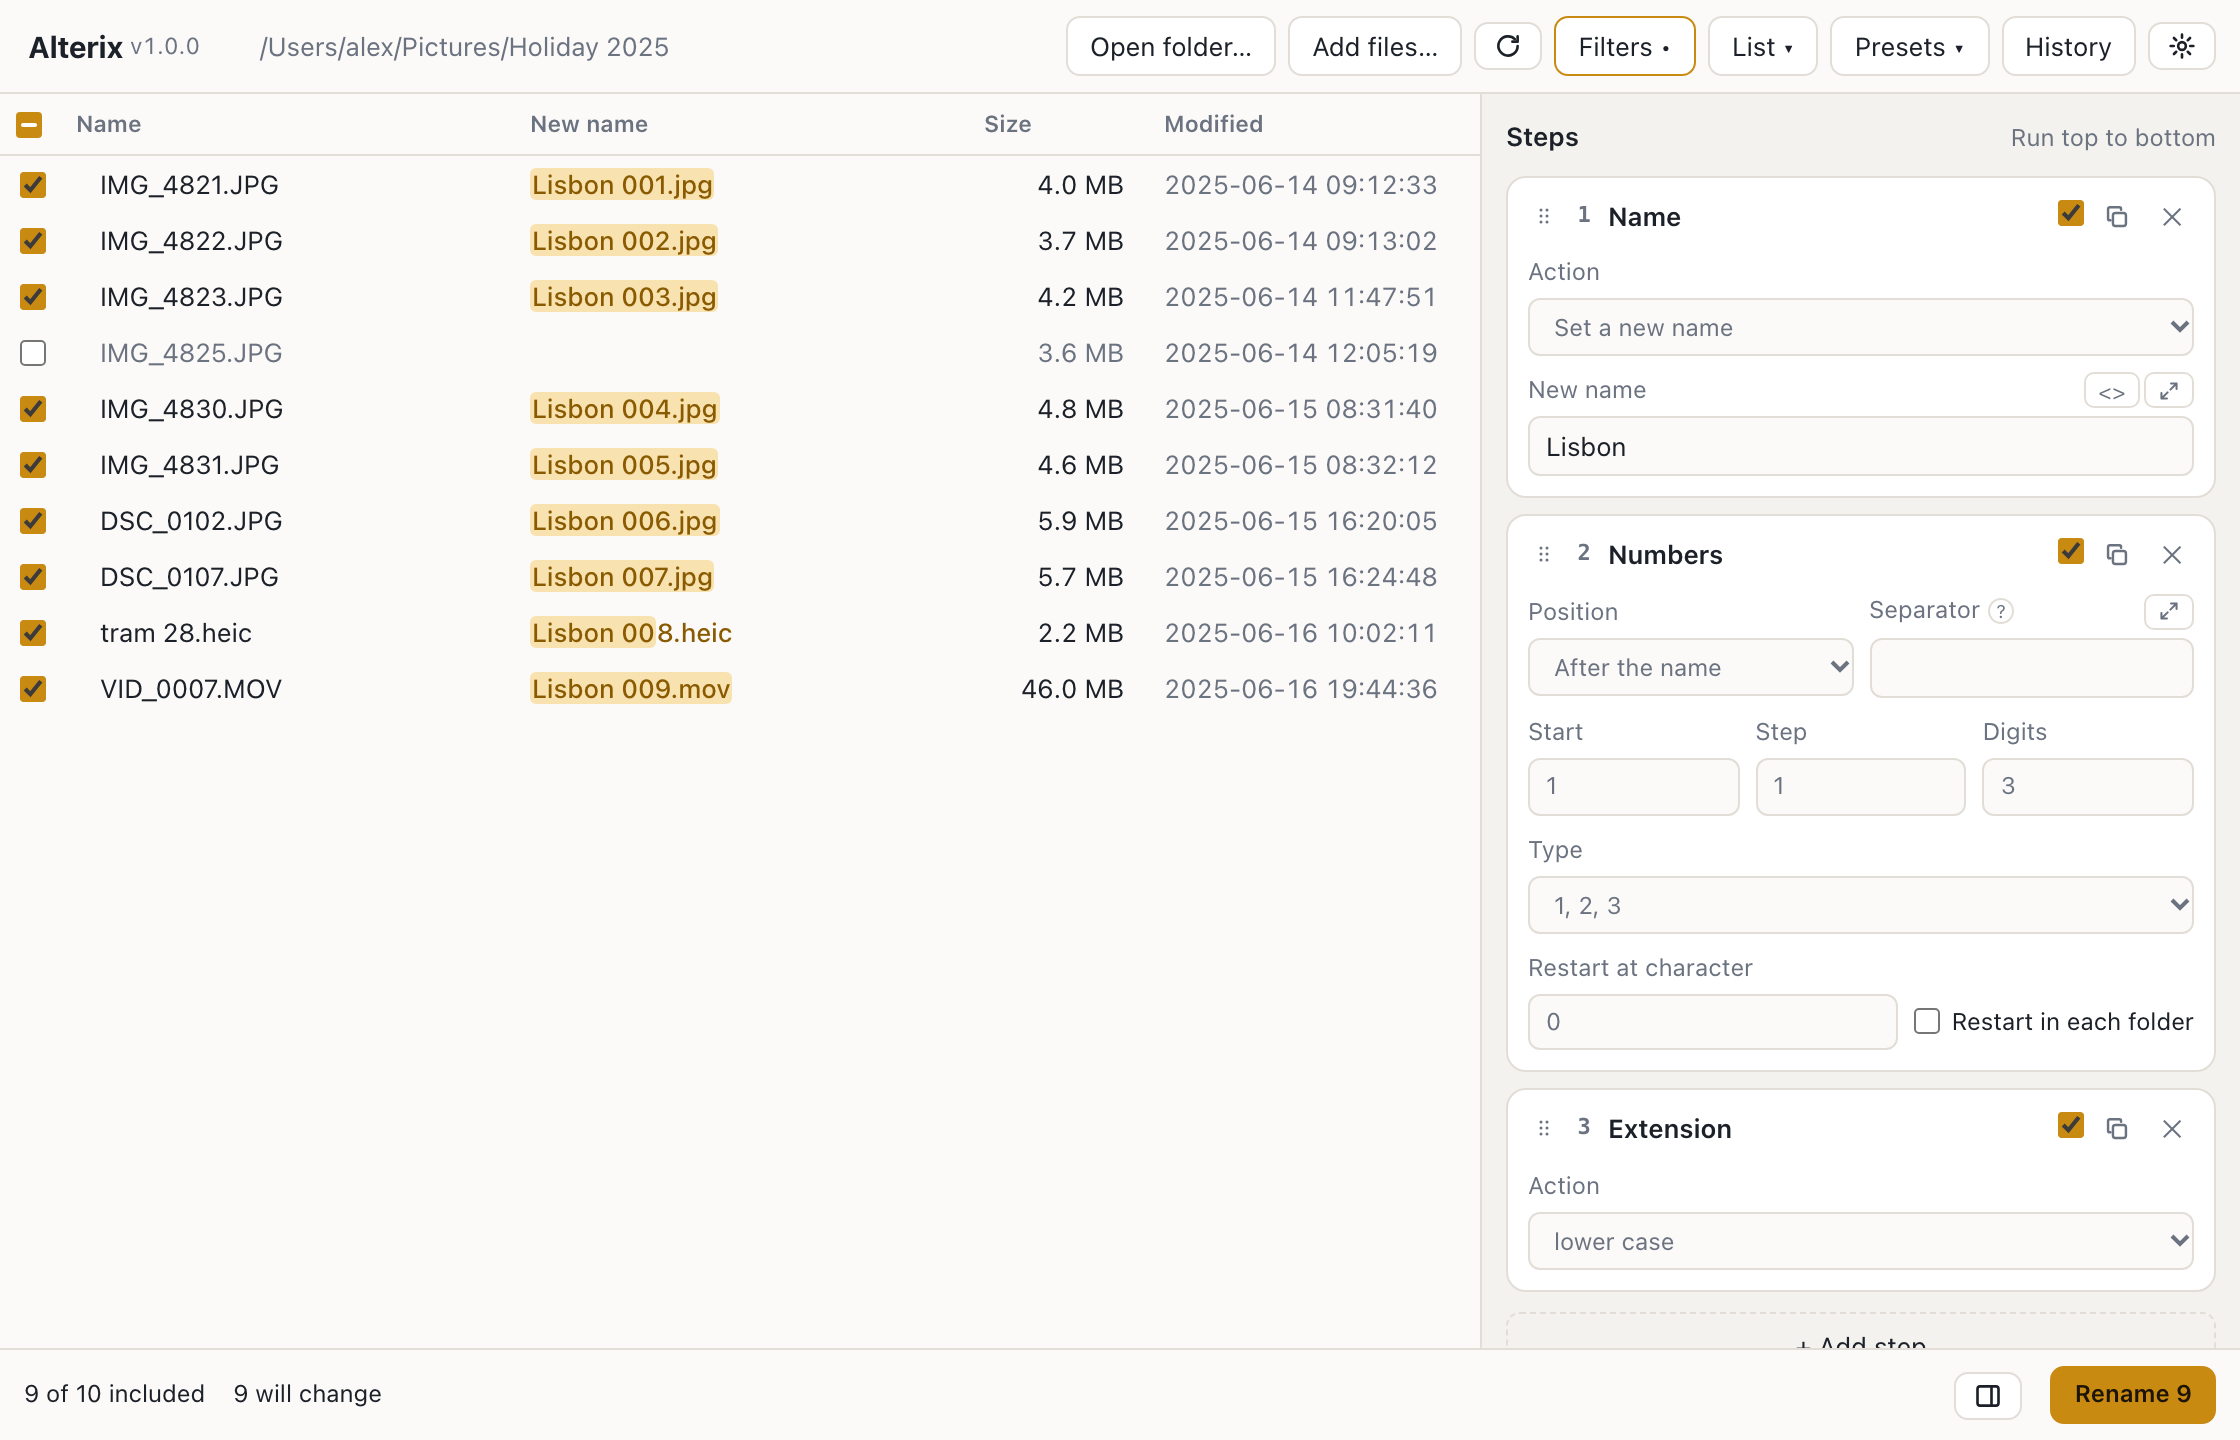 Alterix v1.0.0 /Users/alex/Pictures/Holiday 2025 Open folder... Add files... Filters • List ▾ Presets ▾ History
Name New name Size Modified
IMG_4821.JPG Lisbon 001.jpg 4.0 MB 2025-06-14 09:12:33
IMG_4822.JPG Lisbon 002.jpg 3.7 MB 2025-06-14 09:13:02
IMG_4823.JPG Lisbon 003.jpg 4.2 MB 2025-06-14 11:47:51
IMG_4825.JPG 3.6 MB 2025-06-14 12:05:19
IMG_4830.JPG Lisbon 004.jpg 4.8 MB 2025-06-15 08:31:40
IMG_4831.JPG Lisbon 005.jpg 4.6 MB 2025-06-15 08:32:12
DSC_0102.JPG Lisbon 006.jpg 5.9 MB 2025-06-15 16:20:05
DSC_0107.JPG Lisbon 007.jpg 5.7 MB 2025-06-15 16:24:48
tram 28.heic Lisbon 008.heic 2.2 MB 2025-06-16 10:02:11
VID_0007.MOV Lisbon 009.mov 46.0 MB 2025-06-16 19:44:36
Steps Run top to bottom
1 Name
Action
Set a new name
New name <>
Lisbon
2 Numbers
Position Separator ?
After the name
Start Step Digits
1 1 3
Type
1, 2, 3
Restart at character
0 Restart in each folder
3 Extension
Action
lower case
+ Add step
9 of 10 included 9 will change Rename 9